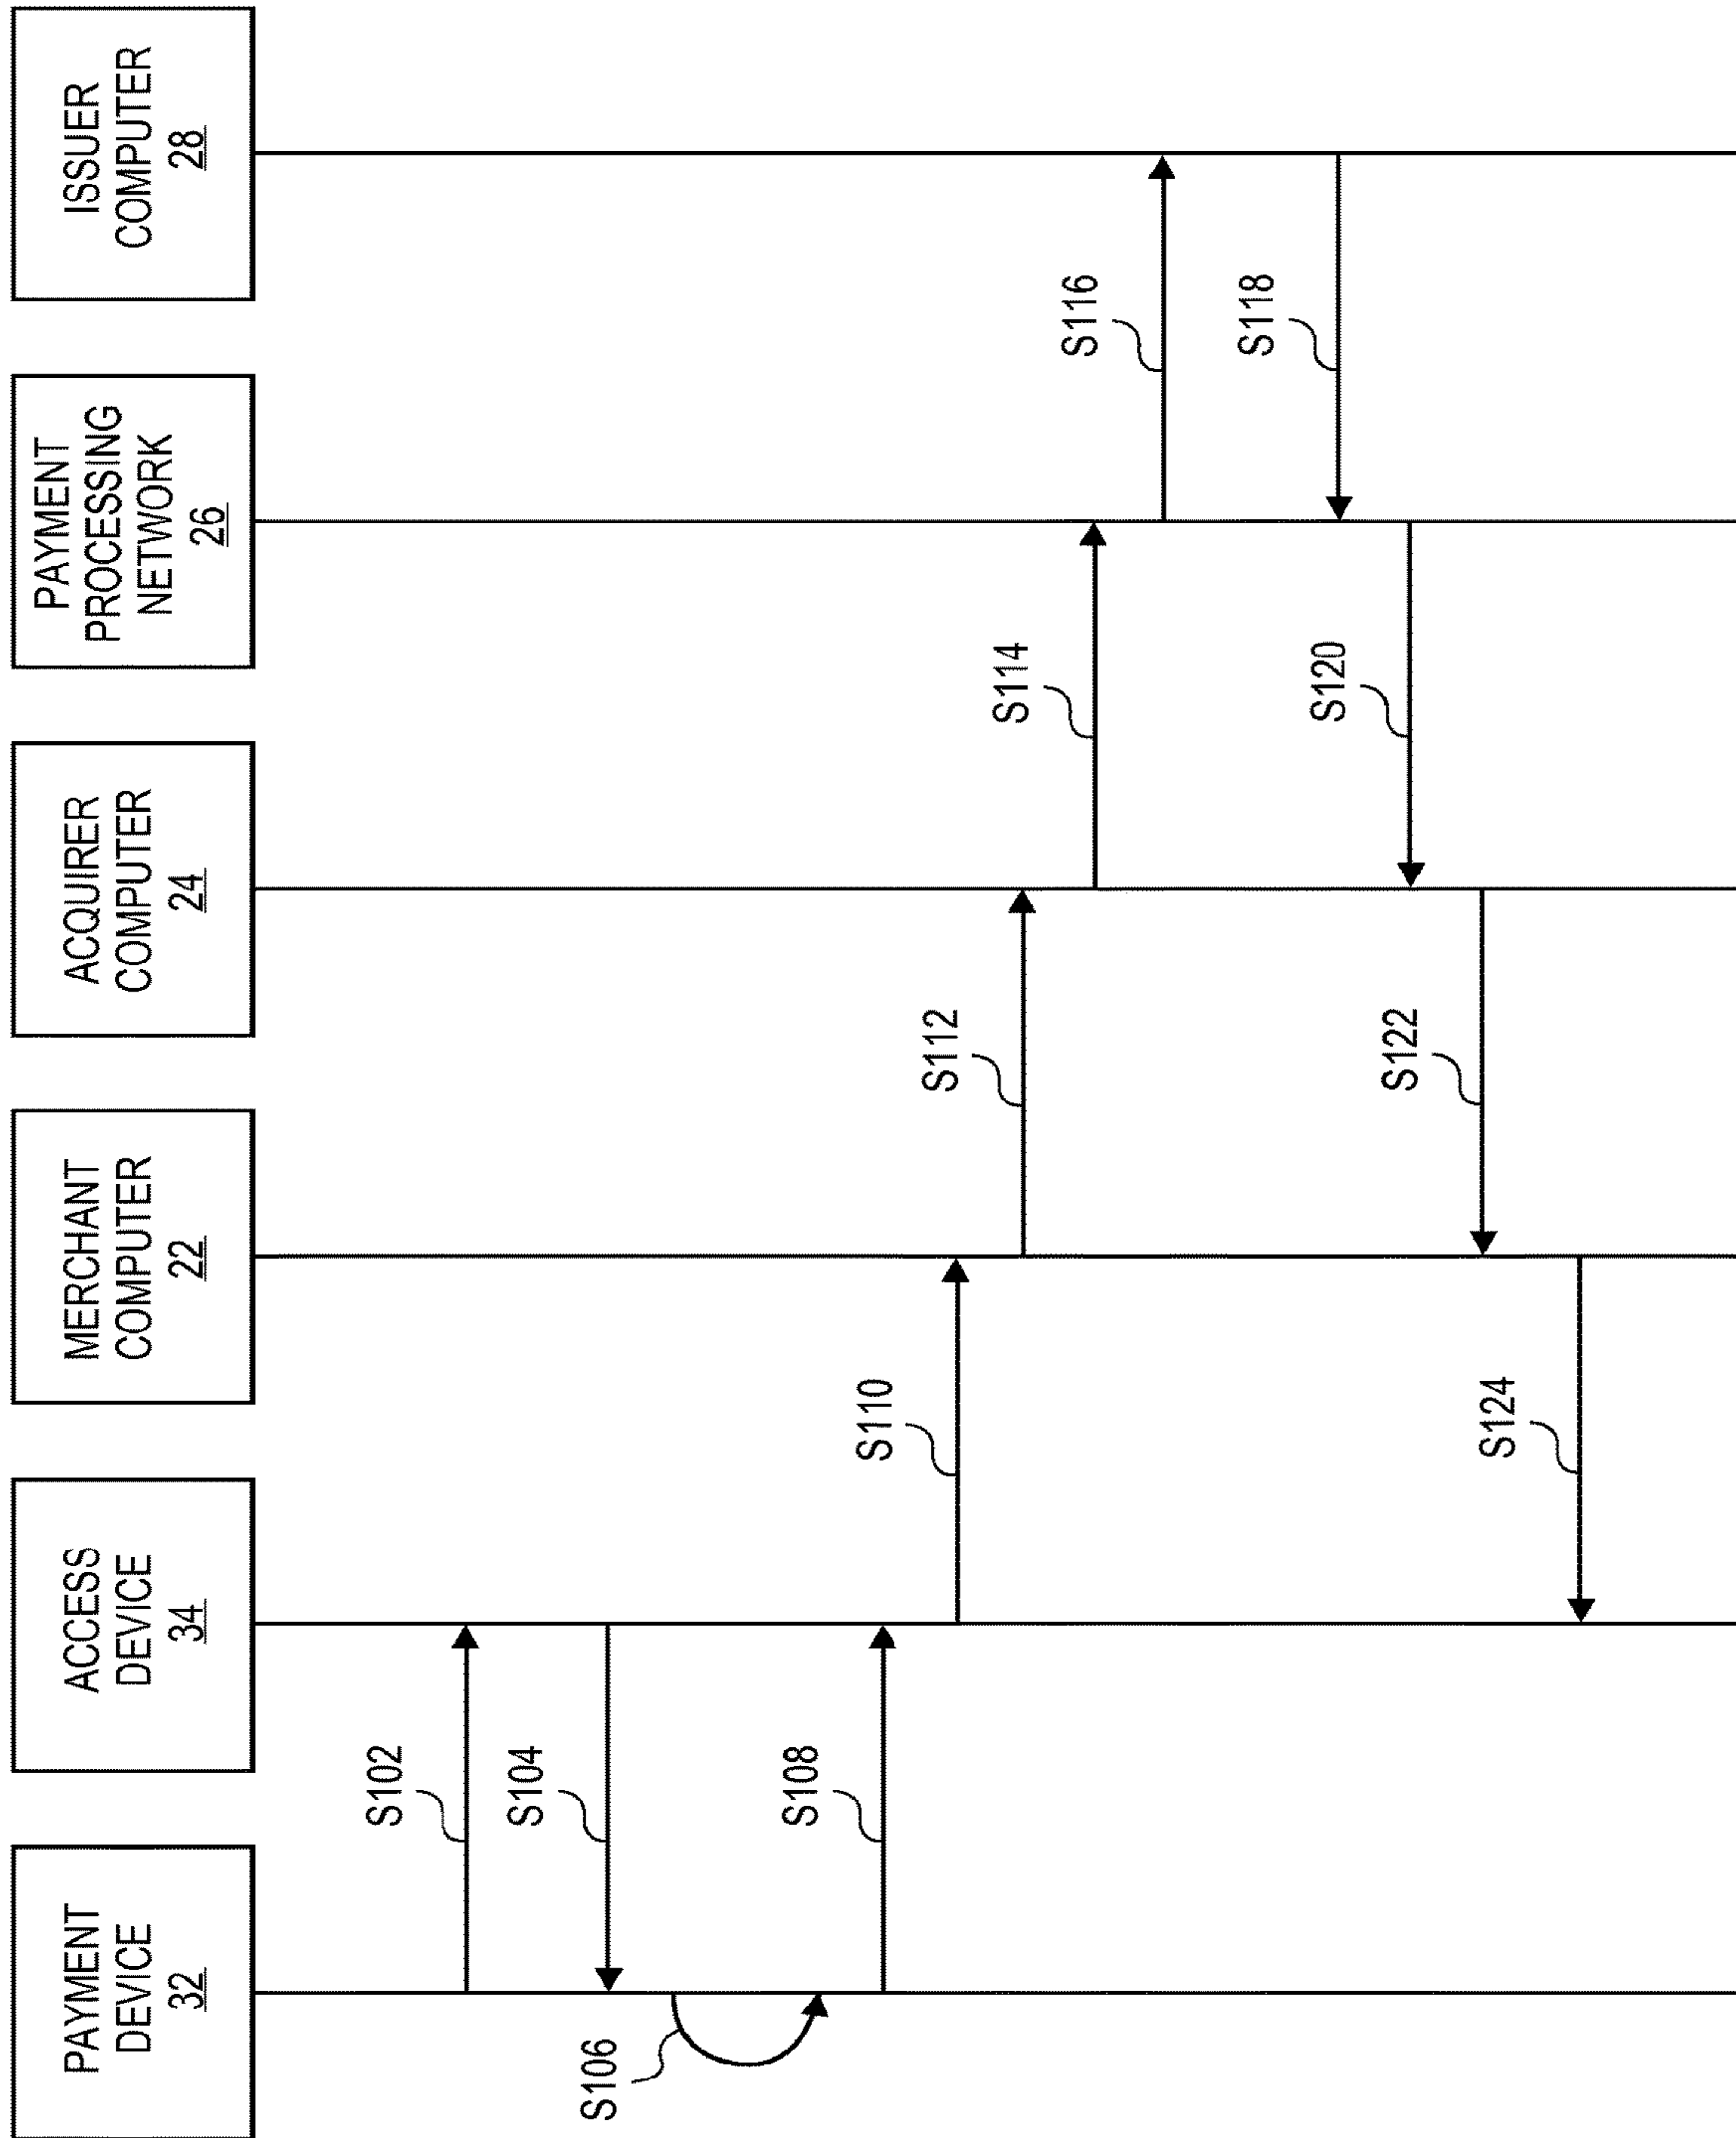 PAYMENT
DEVICE
32
ACCESS
DEVICE
34
MERCHANT
COMPUTER
22
ACQUIRER
COMPUTER
24
PAYMENT
PROCESSING
NETWORK
26
ISSUER
COMPUTER
28
S102
S104
S106
S108
S110
S112
S114
S116
S118
S120
S122
S124